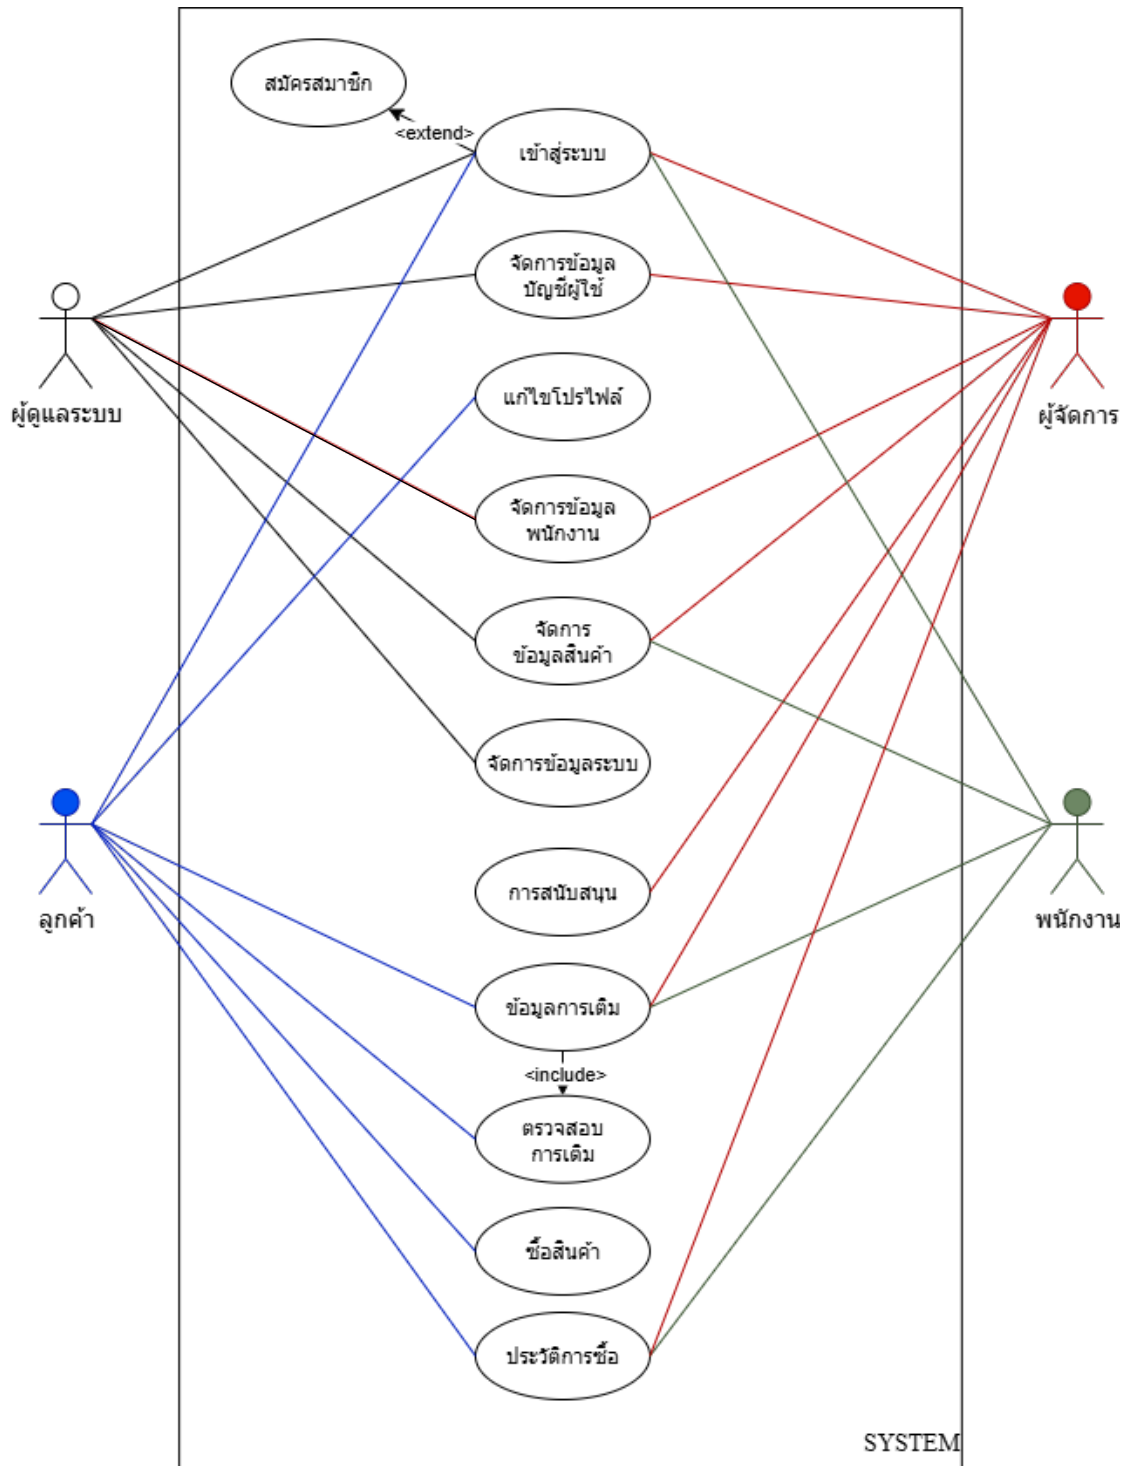 สมัครสมาชิก
<extend>
เข้าสู่ระบบ
จัดการข้อมูล
บัญชีผู้ใช้
แก้ไขโปรไฟล์
ผู้ดูแลระบบ
ผู้จัดการ
จัดการข้อมูล
พนักงาน
จัดการ
ข้อมูลสินค้า
จัดการข้อมูลระบบ
การสนับสนุน
ลูกค้า
พนักงาน
ข้อมูลการเติม
<include>
ตรวจสอบ
การเติม
ซื้อสินค้า
ประวัติการซื้อ
SYSTEM